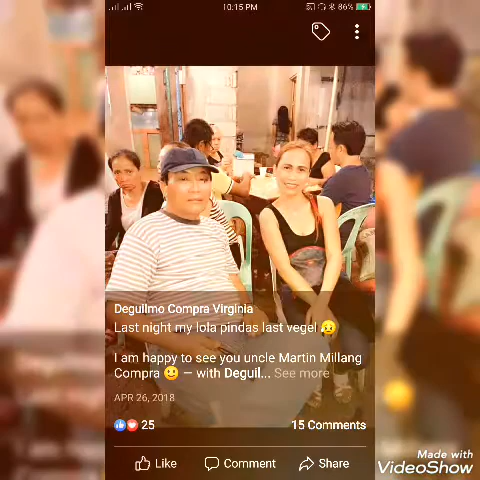 10:15 PM
86%
Deguilmo Compra Virginia
Last night my lola pindas last vegel
I am happy to see you uncle Martin Millang
Compra — with Deguil... See more
APR 26, 2018
25
15 Comments
Like
Comment
Share
Made with
VideoShow